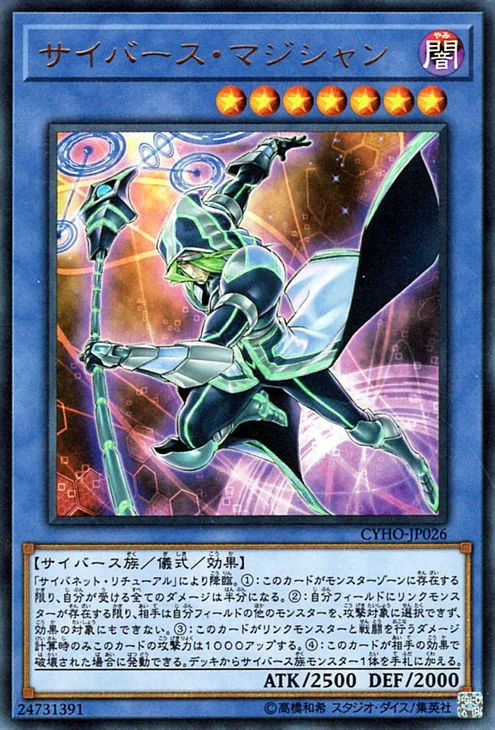 サイバース・マジシャン
闇
やみ
CYHO-JP026
【サイバース族／儀式／効果】
「サイバネット・リチューアル」により降臨。①：このカードがモンスターゾーンに存在する
限り、自分が受ける全てのダメージは半分になる。②：自分フィールドにリンクモン
スターが存在する限り、相手は自分フィールドの他のモンスターを、攻撃対象に選択できず、
効果の対象にもできない。③：このカードがリンクモンスターと戦闘を行うダメージ
計算時のみこのカードの攻撃力は１０００アップする。④：このカードが相手の効果で
破壊された場合に発動できる。デッキからサイバース族モンスター1体を手札に加える。
ATK/2500 DEF/2000
24731391
©高橋和希 スタジオ・ダイス/集英社